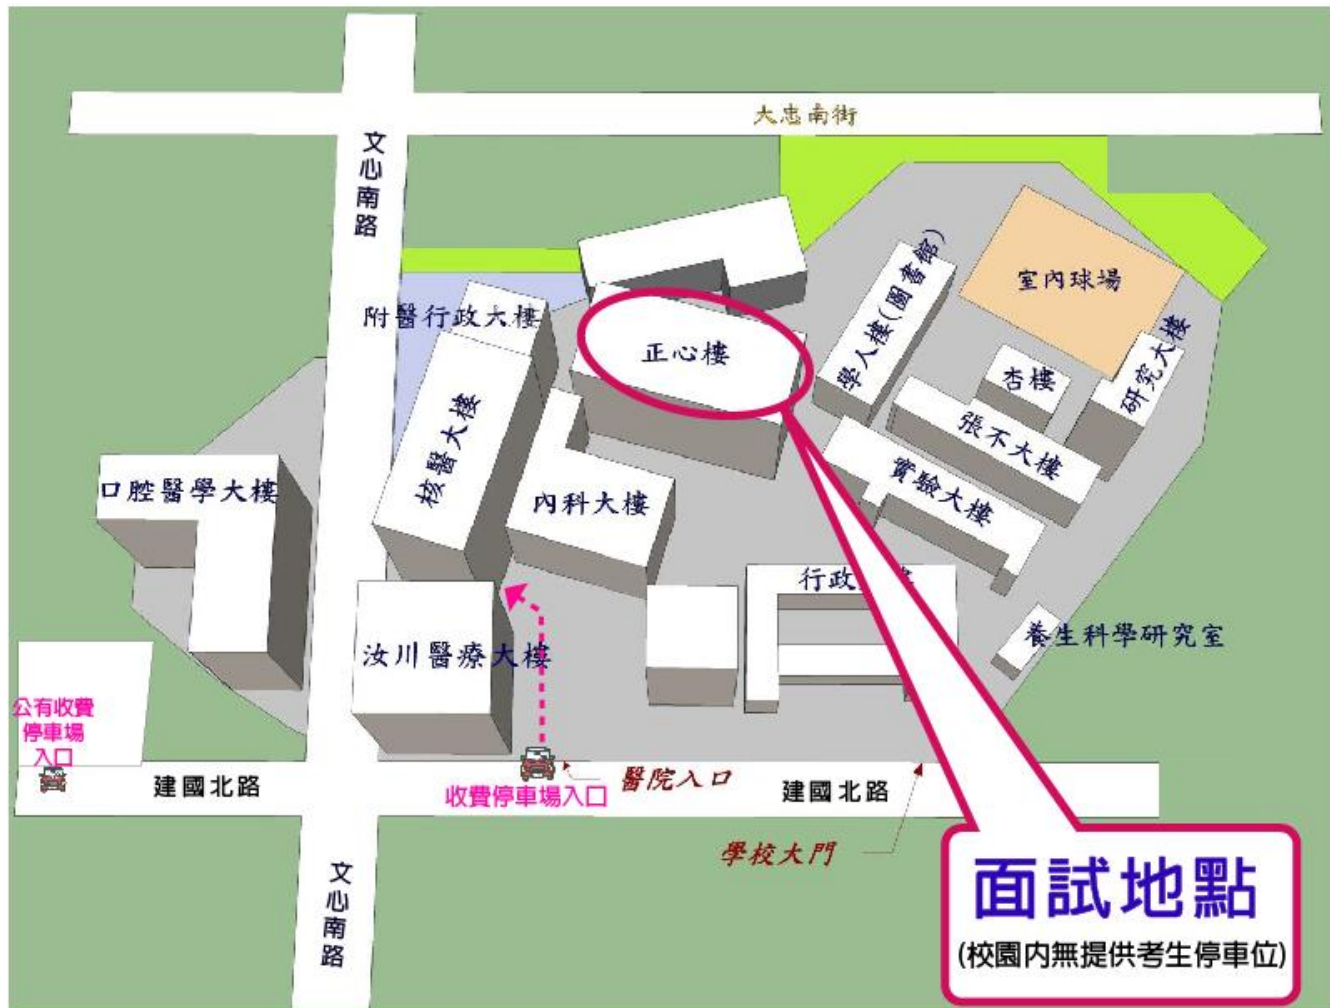 大忠南街
文心南路
附醫行政大樓
正心樓
學人樓(圖書館)
室內球場
研究大樓
杏樓
張不大樓
實驗大樓
核醫大樓
內科大樓
口腔醫學大樓
行政
汝川醫療大樓
養生科學研究室
公有收費
停車場
入口
建國北路
收費停車場入口
醫院入口
建國北路
學校大門
文心南路
面試地點
(校園內無提供考生停車位)